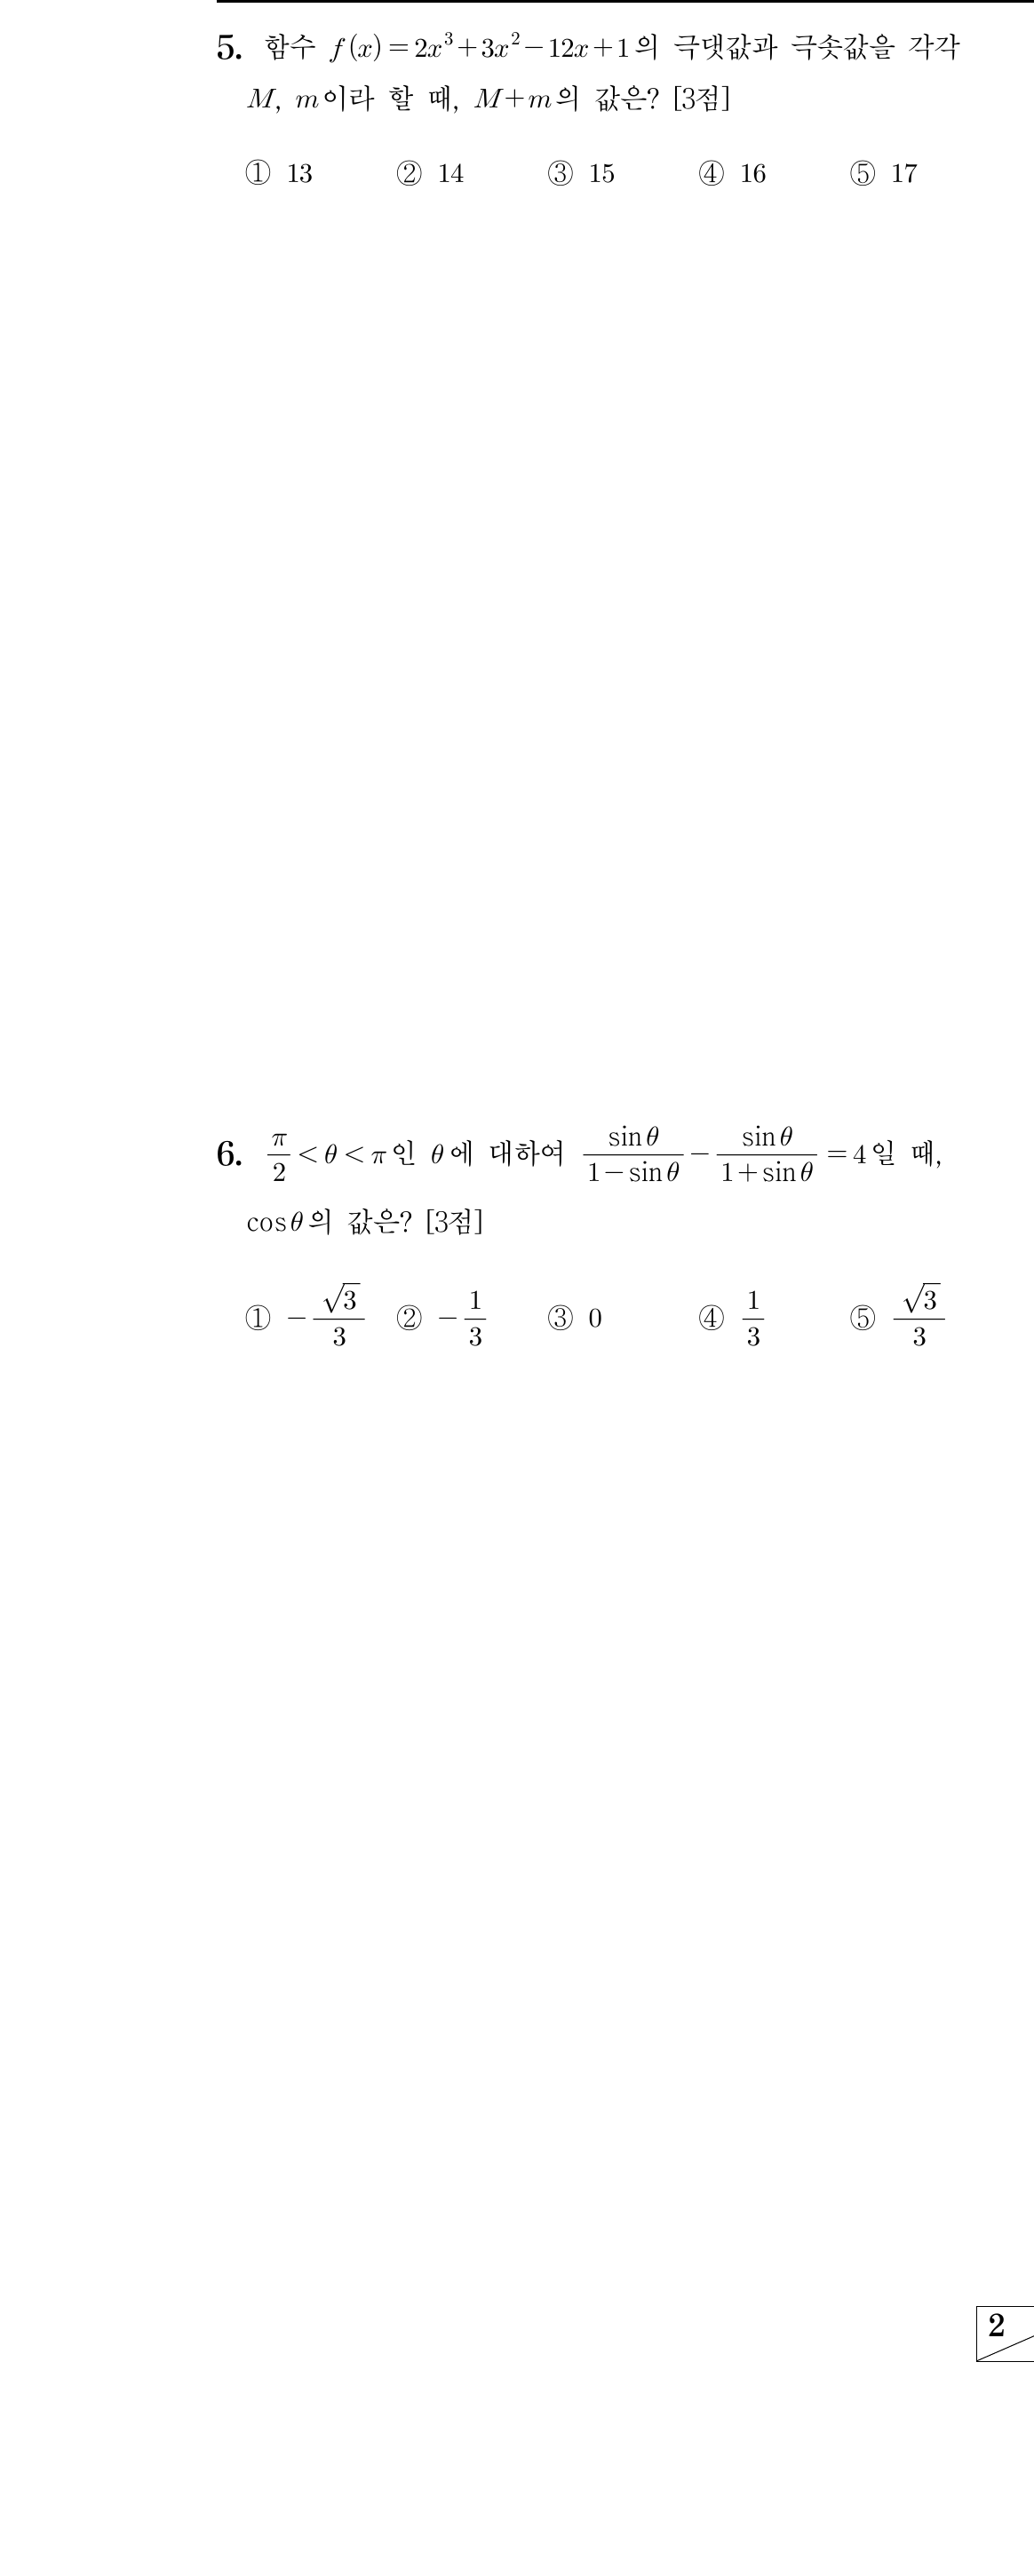 5. 함수 f(x)=2x³+3x²-12x+1의 극댓값과 극솟값을 각각
M, m이라 할 때, M+m의 값은? [3점]
① 13 ② 14 ③ 15 ④ 16 ⑤ 17
6. π/2<θ<π인 θ에 대하여 sinθ/(1-sinθ)-sinθ/(1+sinθ)=4일 때,
cosθ의 값은? [3점]
① -√3/3 ② -1/3 ③ 0 ④ 1/3 ⑤ √3/3
2